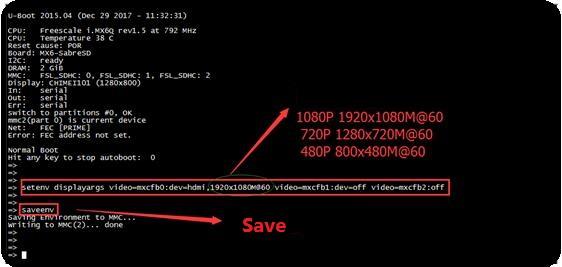 U-Boot 2015.04 (Dec 29 2017 - 11:32:31)
CPU:   Freescale i.MX6Q rev1.5 at 792 MHz
CPU:   Temperature 38 C
Reset cause: POR
Board: MX6-SabreSD
I2C:   ready
DRAM:  2 GiB
MMC:   FSL_SDHC: 0, FSL_SDHC: 1, FSL_SDHC: 2
Display: CHIMEI101 (1280x800)
In:    serial
Out:   serial
Err:   serial
switch to partitions #0, OK
mmc2(part 0) is current device
Net:   FEC [PRIME]
Error: FEC address not set.
1080P 1920x1080M@60
720P 1280x720M@60
480P 800x480M@60
Normal Boot
Hit any key to stop autoboot:  0
=>
=> setenv displayargs video=mxcfb0:dev=hdmi,1920x1080M@60 video=mxcfb1:dev=off video=mxcfb2:off
=>
=> saveenv
Saving Environment to MMC...
Writing to MMC(2)... done
=>
=>
=>
Save